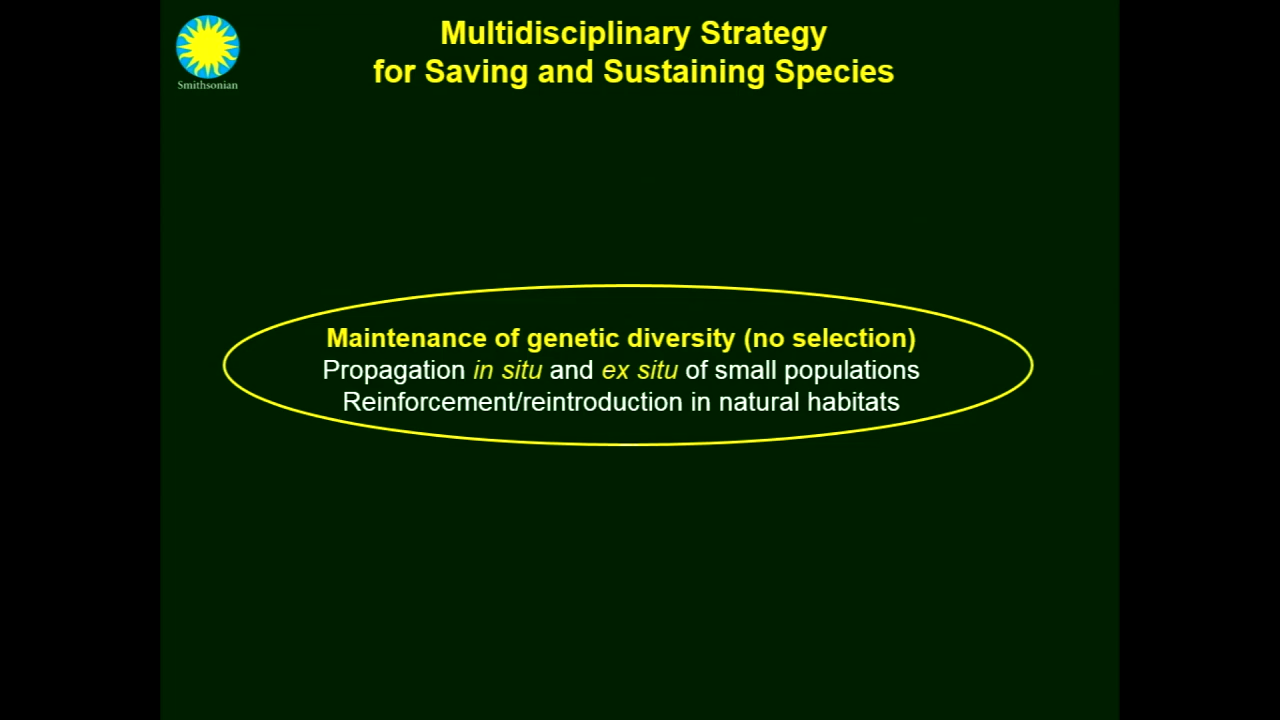 Multidisciplinary Strategy
for Saving and Sustaining Species
Smithsonian
Maintenance of genetic diversity (no selection)
Propagation in situ and ex situ of small populations
Reinforcement/reintroduction in natural habitats